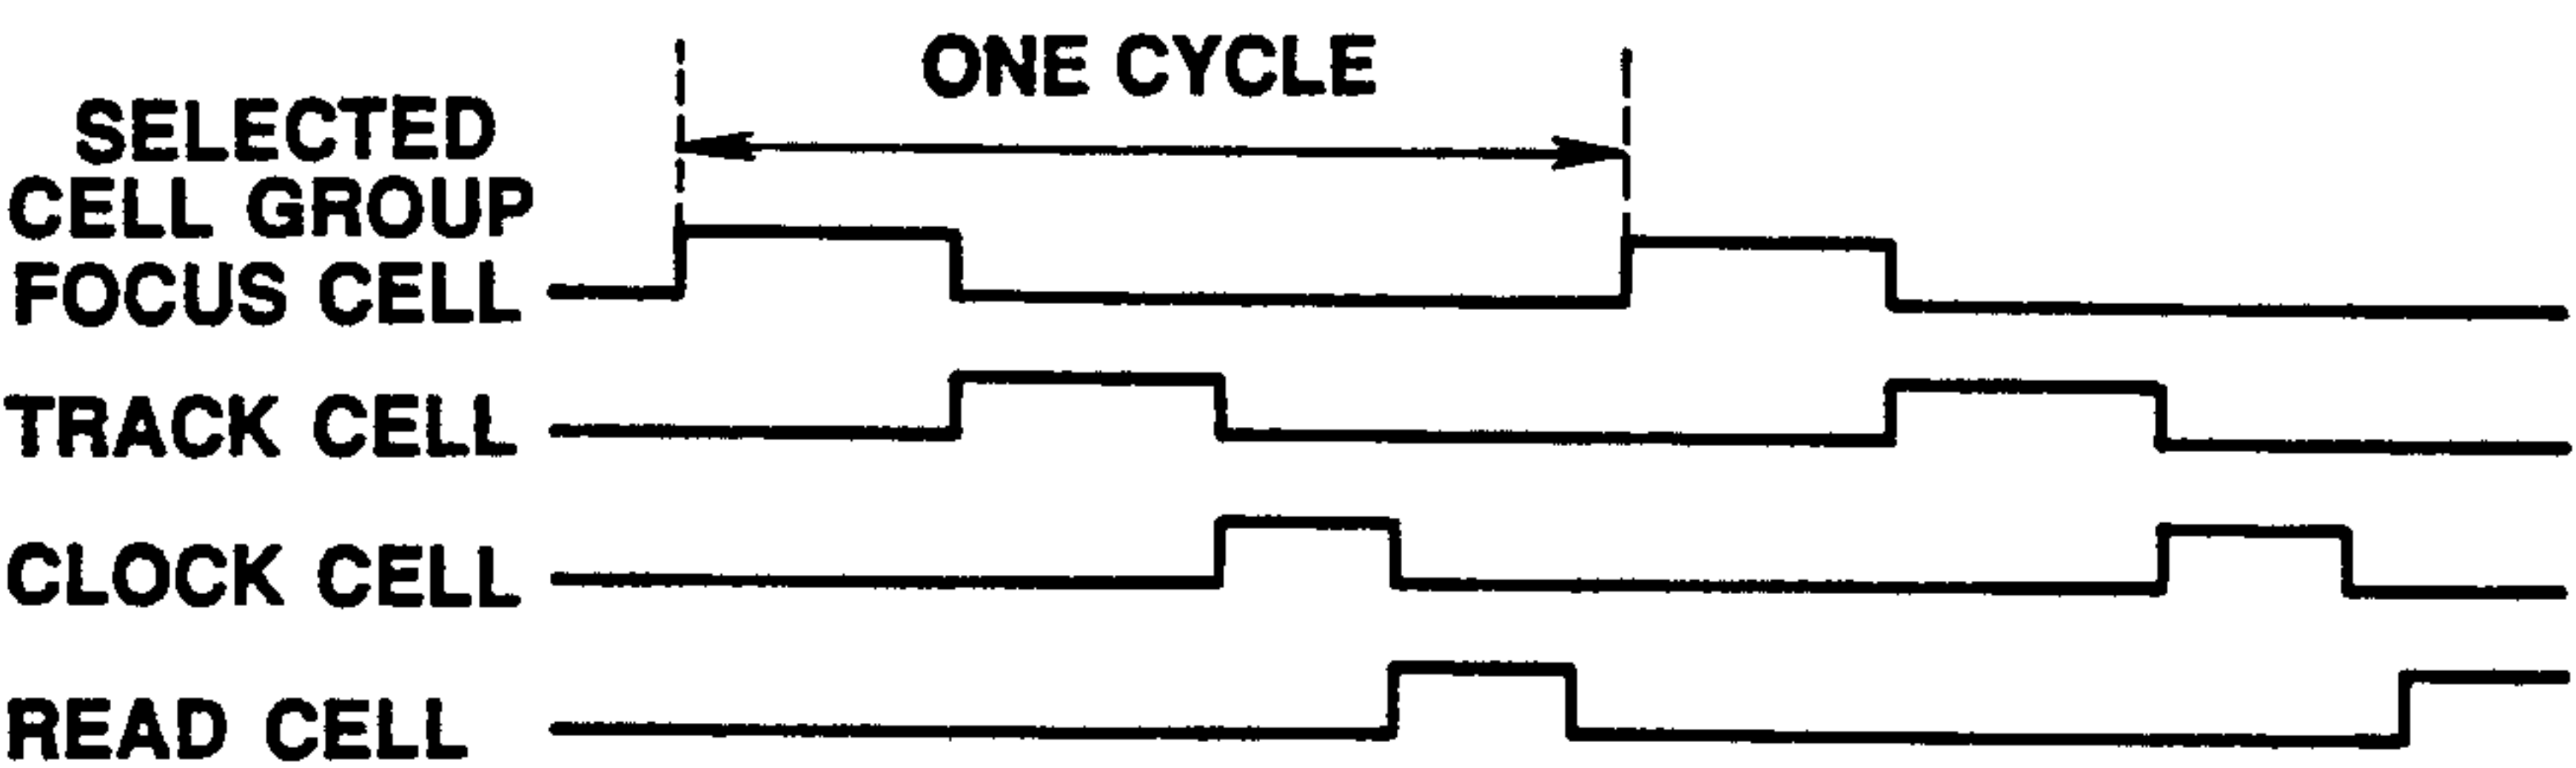 ONE CYCLE
SELECTED
CELL GROUP
FOCUS CELL
TRACK CELL
CLOCK CELL
READ CELL